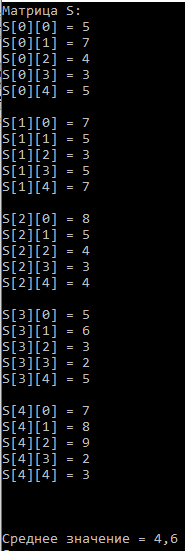 Матрица S:
S[0][0] = 5
S[0][1] = 7
S[0][2] = 4
S[0][3] = 3
S[0][4] = 5
S[1][0] = 7
S[1][1] = 5
S[1][2] = 3
S[1][3] = 5
S[1][4] = 7
S[2][0] = 8
S[2][1] = 5
S[2][2] = 4
S[2][3] = 3
S[2][4] = 4
S[3][0] = 5
S[3][1] = 6
S[3][2] = 3
S[3][3] = 2
S[3][4] = 5
S[4][0] = 7
S[4][1] = 8
S[4][2] = 9
S[4][3] = 2
S[4][4] = 3
Среднее значение = 4,6